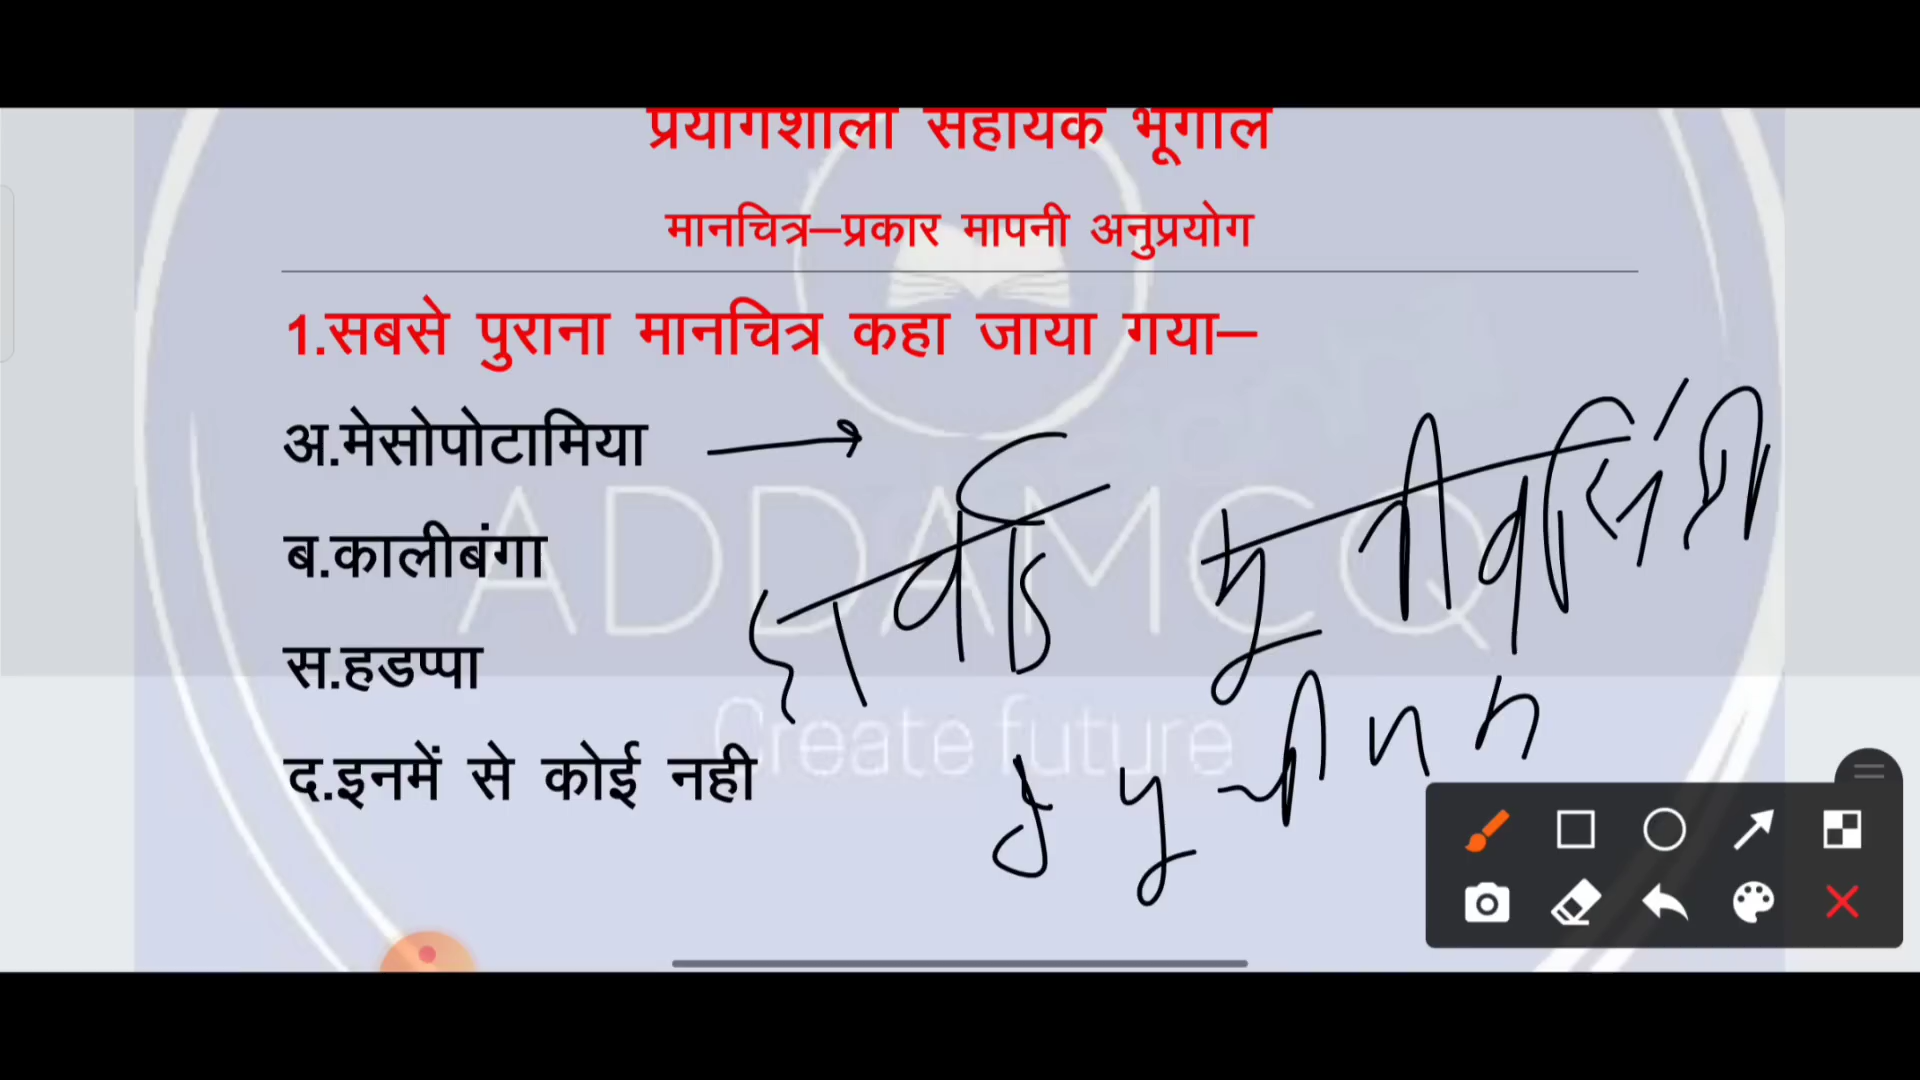 प्रयोगशाला सहायक भूगोल
मानचित्र–प्रकार मापनी अनुप्रयोग
1.सबसे पुराना मानचित्र कहा जाया गया–
अ.मेसोपोटामिया
ब.कालीबंगा
स.हडप्पा
द.इनमें से कोई नही
ADDAMCQ
Create future